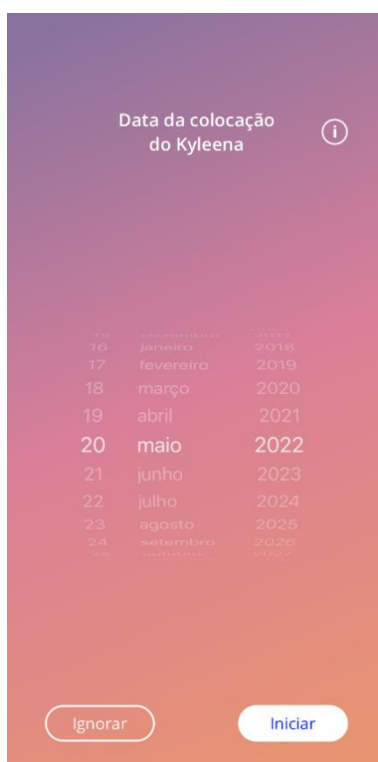 Data da colocação
do Kyleena
i
16 janeiro 2018
17 fevereiro 2019
18 março 2020
19 abril 2021
20 maio 2022
21 junho 2023
22 julho 2024
23 agosto 2025
24 setembro 2026
Ignorar
Iniciar